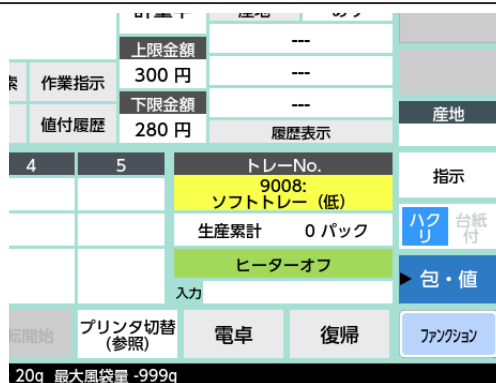 上限金額
300 円
---
---
作業指示
下限金額
280 円
---
値付履歴
履歴表示
産地
4
5
トレーNo.
9008:
ソフトトレー（低）
指示
生産累計 0 パック
ハク
リ
台紙
付
ヒーターオフ
包・値
入力
転開始
プリンタ切替
(参照)
電卓
復帰
ファンクション
20g 最大風袋量 -999g